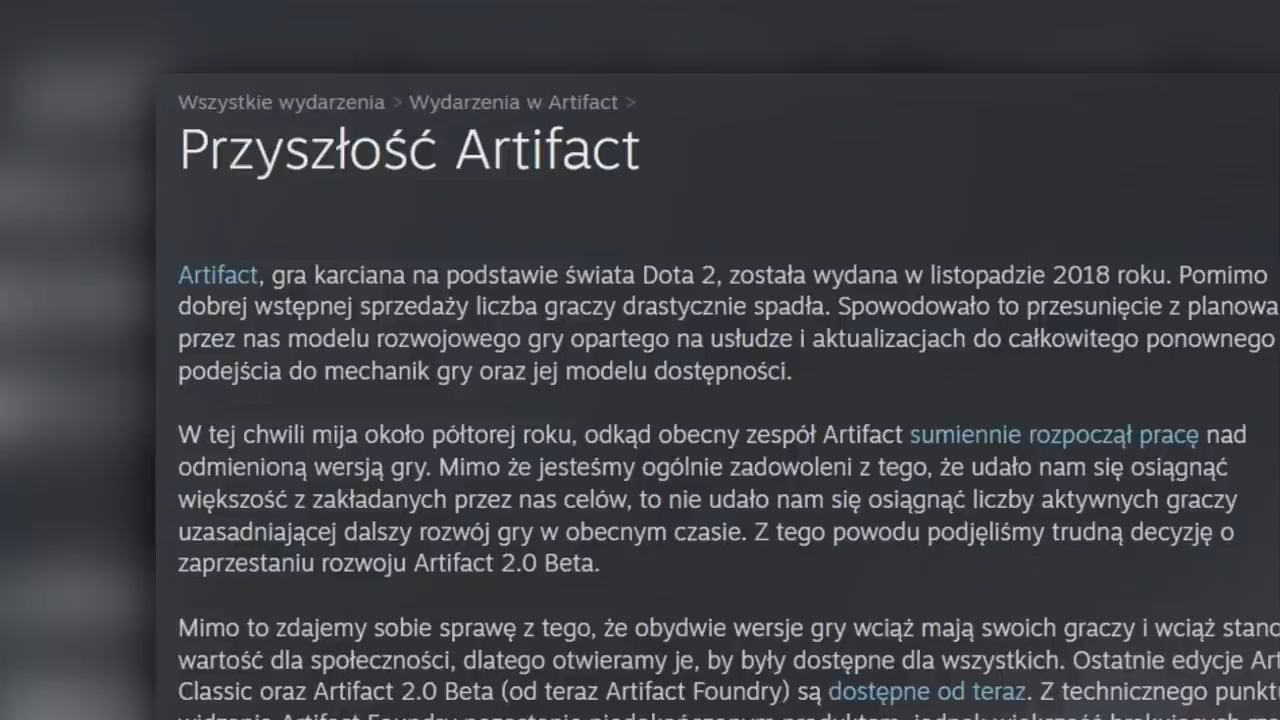 Wszystkie wydarzenia > Wydarzenia w Artifact >
Przyszłość Artifact
Artifact, gra karciana na podstawie świata Dota 2, została wydana w listopadzie 2018 roku. Pomimo
dobrej wstępnej sprzedaży liczba graczy drastycznie spadła. Spowodowało to przesunięcie z planowa
przez nas modelu rozwojowego gry opartego na usłudze i aktualizacjach do całkowitego ponownego
podejścia do mechanik gry oraz jej modelu dostępności.
W tej chwili mija około półtorej roku, odkąd obecny zespół Artifact sumiennie rozpoczął pracę nad
odmienioną wersją gry. Mimo że jesteśmy ogólnie zadowoleni z tego, że udało nam się osiągnąć
większość z zakładanych przez nas celów, to nie udało nam się osiągnąć liczby aktywnych graczy
uzasadniającej dalszy rozwój gry w obecnym czasie. Z tego powodu podjęliśmy trudną decyzję o
zaprzestaniu rozwoju Artifact 2.0 Beta.
Mimo to zdajemy sobie sprawę z tego, że obydwie wersje gry wciąż mają swoich graczy i wciąż stano
wartość dla społeczności, dlatego otwieramy je, by były dostępne dla wszystkich. Ostatnie edycje Art
Classic oraz Artifact 2.0 Beta (od teraz Artifact Foundry) są dostępne od teraz. Z technicznego punktu